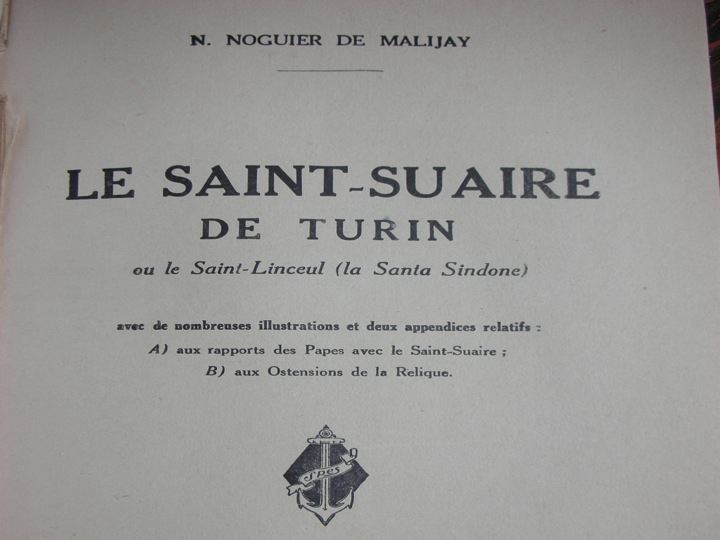 N. NOGUIER DE MALIJAY
LE SAINT-SUAIRE
DE TURIN
ou le Saint-Linceul (la Santa Sindone)
avec de nombreuses illustrations et deux appendices relatifs :
A) aux rapports des Papes avec le Saint-Suaire ;
B) aux Ostensions de la Relique.
Spes